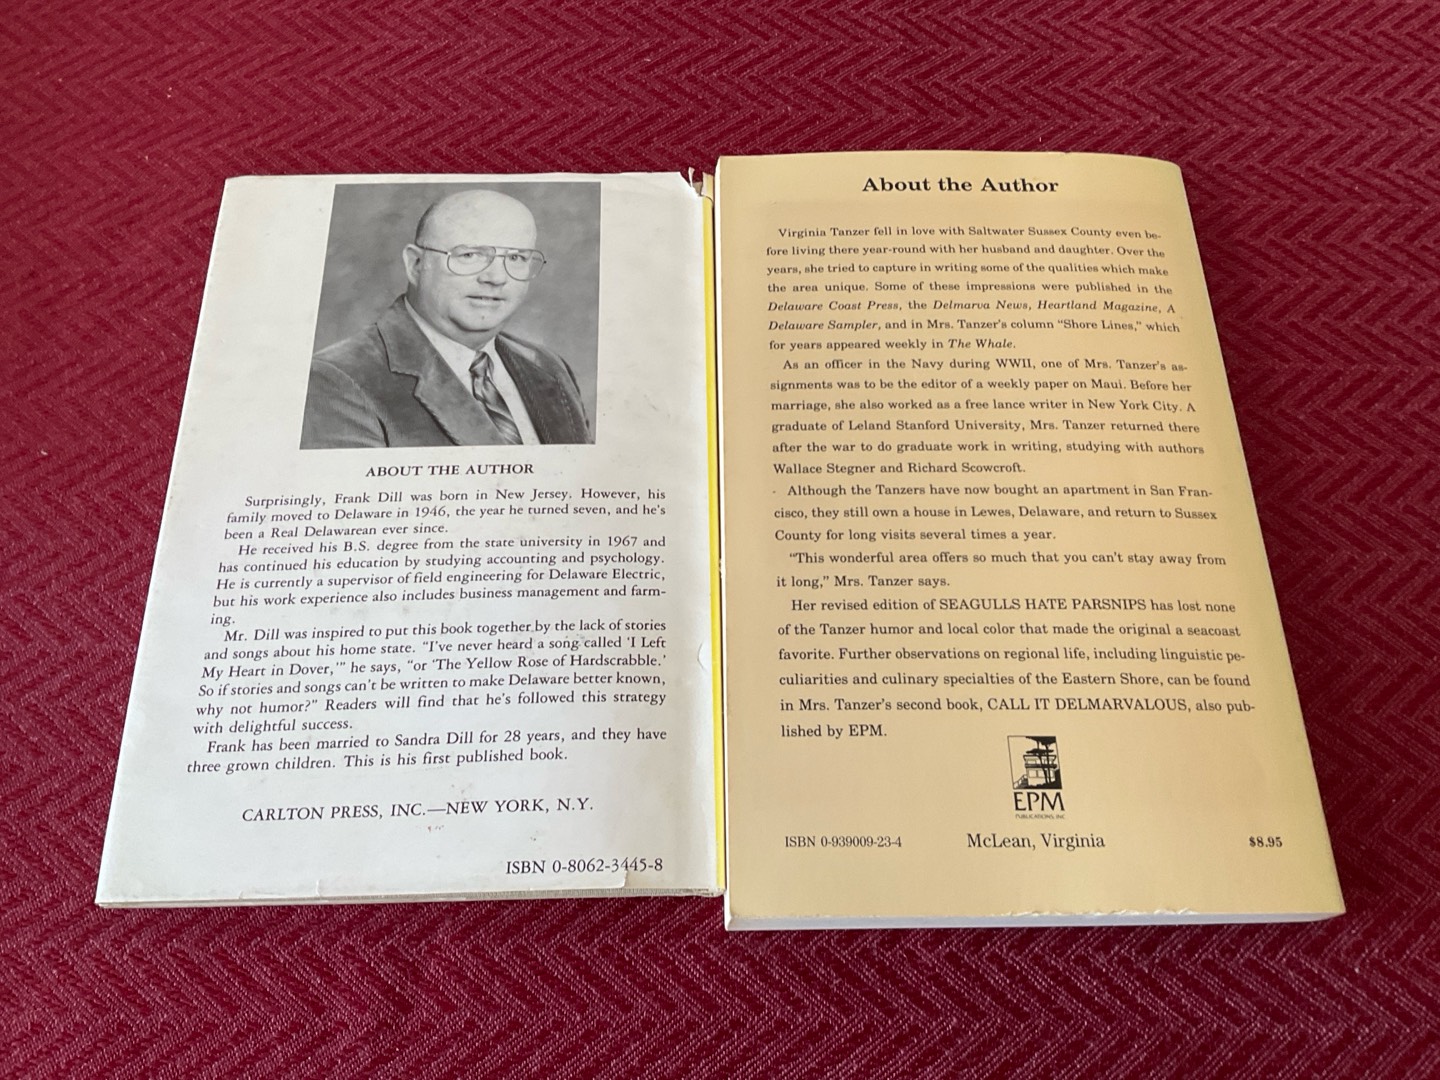 ABOUT THE AUTHOR
Surprisingly, Frank Dill was born in New Jersey. However, his
family moved to Delaware in 1946, the year he turned seven, and he's
been a Real Delawarean ever since.
He received his B.S. degree from the state university in 1967 and
has continued his education by studying accounting and psychology.
He is currently a supervisor of field engineering for Delaware Electric,
but his work experience also includes business management and farm-
ing.
Mr. Dill was inspired to put this book together by the lack of stories
and songs about his home state. "I've never heard a song called 'I Left
My Heart in Dover,'" he says, "or 'The Yellow Rose of Hardscrabble.'
So if stories and songs can't be written to make Delaware better known,
why not humor?" Readers will find that he's followed this strategy
with delightful success.
Frank has been married to Sandra Dill for 28 years, and they have
three grown children. This is his first published book.
CARLTON PRESS, INC.—NEW YORK, N.Y.
ISBN 0-8062-3445-8
About the Author
Virginia Tanzer fell in love with Saltwater Sussex County even be-
fore living there year-round with her husband and daughter. Over the
years, she tried to capture in writing some of the qualities which make
the area unique. Some of these impressions were published in the
Delaware Coast Press, the Delmarva News, Heartland Magazine, A
Delaware Sampler, and in Mrs. Tanzer's column "Shore Lines," which
for years appeared weekly in The Whale.
As an officer in the Navy during WWII, one of Mrs. Tanzer's as-
signments was to be the editor of a weekly paper on Maui. Before her
marriage, she also worked as a free lance writer in New York City. A
graduate of Leland Stanford University, Mrs. Tanzer returned there
after the war to do graduate work in writing, studying with authors
Wallace Stegner and Richard Scowcroft.
Although the Tanzers have now bought an apartment in San Fran-
cisco, they still own a house in Lewes, Delaware, and return to Sussex
County for long visits several times a year.
"This wonderful area offers so much that you can't stay away from
it long," Mrs. Tanzer says.
Her revised edition of SEAGULLS HATE PARSNIPS has lost none
of the Tanzer humor and local color that made the original a seacoast
favorite. Further observations on regional life, including linguistic pe-
culiarities and culinary specialties of the Eastern Shore, can be found
in Mrs. Tanzer's second book, CALL IT DELMARVALOUS, also pub-
lished by EPM.
EPM
PUBLICATIONS, INC
ISBN 0-939009-23-4
McLean, Virginia
$8.95